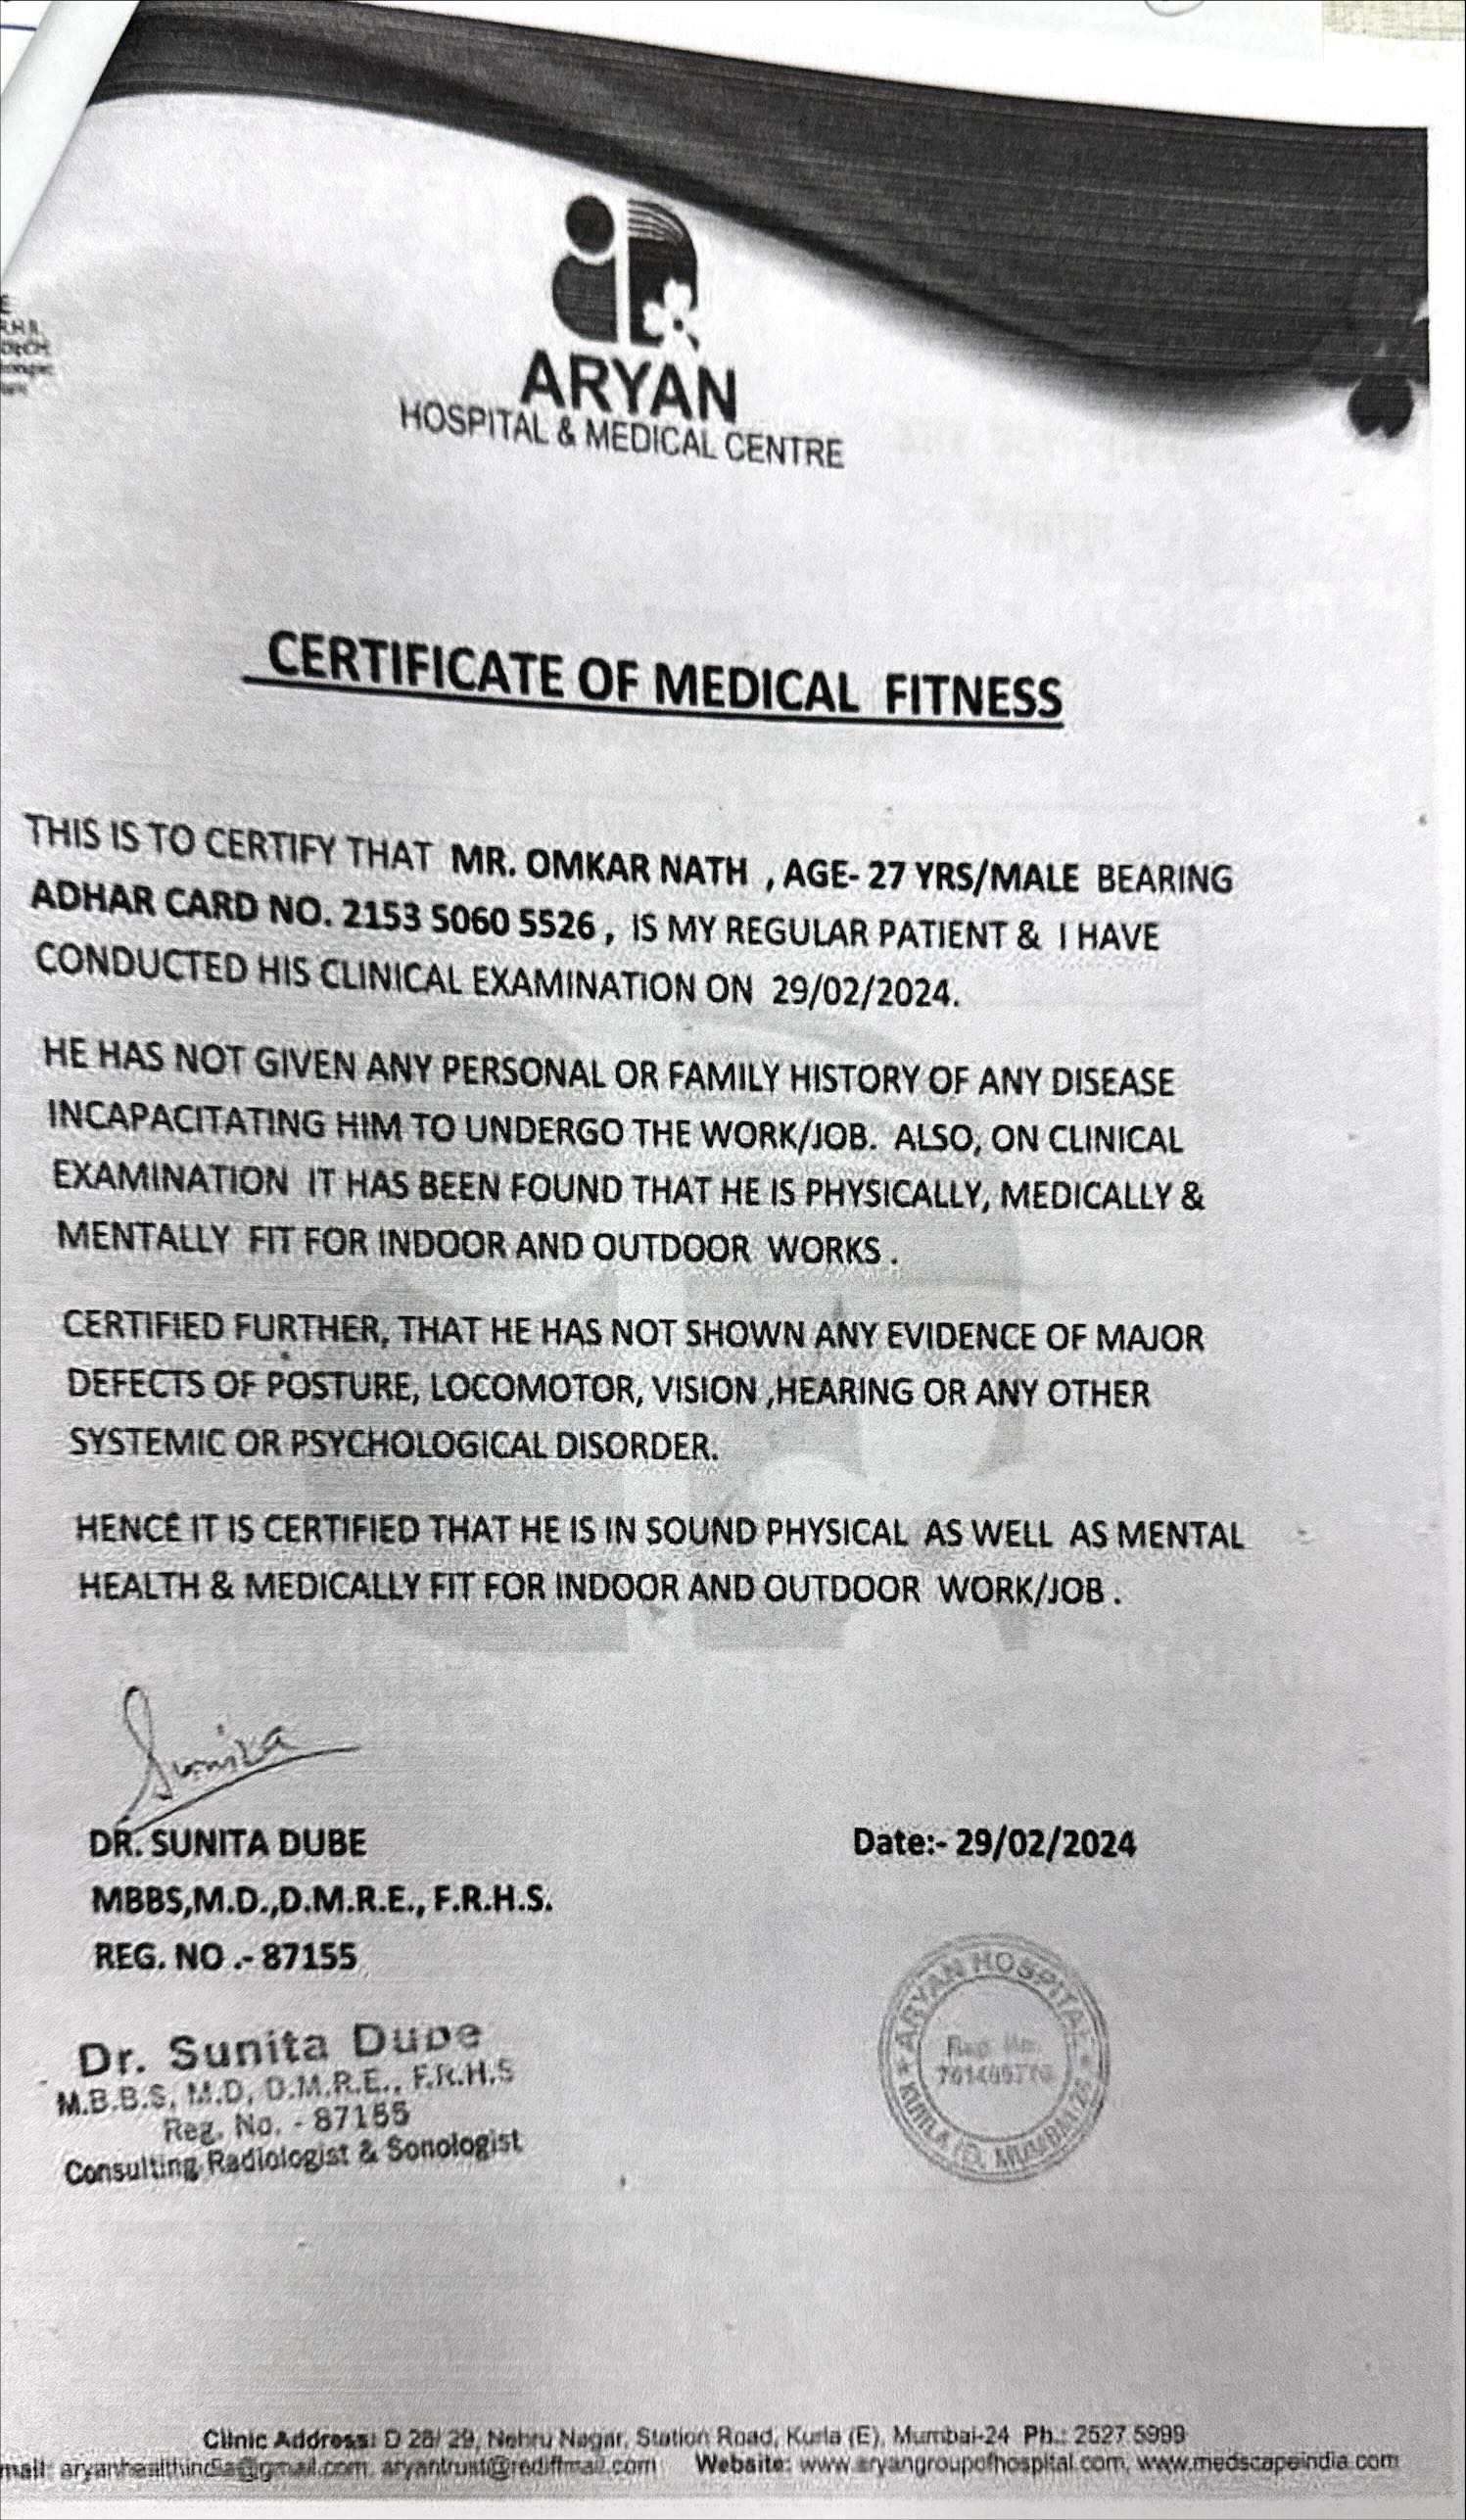 ARYAN
HOSPITAL & MEDICAL CENTRE
CERTIFICATE OF MEDICAL FITNESS
THIS IS TO CERTIFY THAT MR. OMKAR NATH , AGE- 27 YRS/MALE BEARING
ADHAR CARD NO. 2153 5060 5526 , IS MY REGULAR PATIENT & I HAVE
CONDUCTED HIS CLINICAL EXAMINATION ON 29/02/2024.
HE HAS NOT GIVEN ANY PERSONAL OR FAMILY HISTORY OF ANY DISEASE
INCAPACITATING HIM TO UNDERGO THE WORK/JOB. ALSO, ON CLINICAL
EXAMINATION IT HAS BEEN FOUND THAT HE IS PHYSICALLY, MEDICALLY &
MENTALLY FIT FOR INDOOR AND OUTDOOR WORKS .
CERTIFIED FURTHER, THAT HE HAS NOT SHOWN ANY EVIDENCE OF MAJOR
DEFECTS OF POSTURE, LOCOMOTOR, VISION ,HEARING OR ANY OTHER
SYSTEMIC OR PSYCHOLOGICAL DISORDER.
HENCE IT IS CERTIFIED THAT HE IS IN SOUND PHYSICAL AS WELL AS MENTAL
HEALTH & MEDICALLY FIT FOR INDOOR AND OUTDOOR WORK/JOB .
Sunita
DR. SUNITA DUBE
MBBS,M.D.,D.M.R.E., F.R.H.S.
REG. NO .- 87155
Date:- 29/02/2024
Dr. Sunita Dube
M.B.B.S, M.D, D.M.R.E., F.R.H.S
Reg. No. - 87155
Consulting Radiologist & Sonologist
ARYAN HOSPITAL
Reg. No.
KURLA (E), MUMBAI-24
Clinic Address: D 28/ 29, Nehru Nagar, Station Road, Kurla (E), Mumbai-24 Ph.: 2527 5999
mail: aryanhealthindia@gmail.com, aryantrust@rediffmail.com Website: www.aryangroupofhospital.com, www.medscapeindia.com